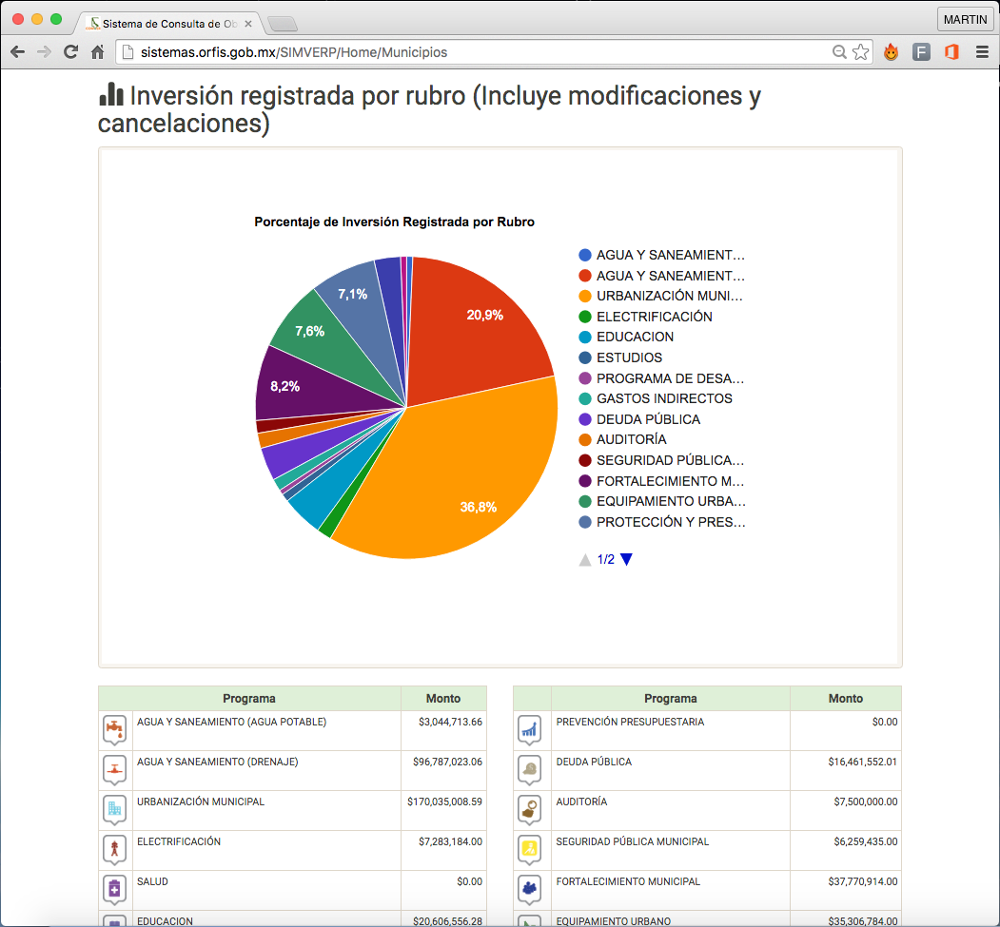 Sistema de Consulta de Ob
MARTIN
sistemas.orfis.gob.mx/SIMVERP/Home/Municipios
Inversión registrada por rubro (Incluye modificaciones y
cancelaciones)
Porcentaje de Inversión Registrada por Rubro
7,1%
20,9%
7,6%
8,2%
36,8%
AGUA Y SANEAMIENT...
AGUA Y SANEAMIENT...
URBANIZACIÓN MUNI...
ELECTRIFICACIÓN
EDUCACION
ESTUDIOS
PROGRAMA DE DESA...
GASTOS INDIRECTOS
DEUDA PÚBLICA
AUDITORÍA
SEGURIDAD PÚBLICA...
FORTALECIMIENTO M...
EQUIPAMIENTO URBA...
PROTECCIÓN Y PRES...
1/2
Programa Monto
AGUA Y SANEAMIENTO (AGUA POTABLE) $3,044,713.66
AGUA Y SANEAMIENTO (DRENAJE) $96,787,023.06
URBANIZACIÓN MUNICIPAL $170,035,008.59
ELECTRIFICACIÓN $7,283,184.00
SALUD $0.00
EDUCACION $20,606,556.28
Programa Monto
PREVENCIÓN PRESUPUESTARIA $0.00
DEUDA PÚBLICA $16,461,552.01
AUDITORÍA $7,500,000.00
SEGURIDAD PÚBLICA MUNICIPAL $6,259,435.00
FORTALECIMIENTO MUNICIPAL $37,770,914.00
EQUIPAMIENTO URBANO $35,306,784.00